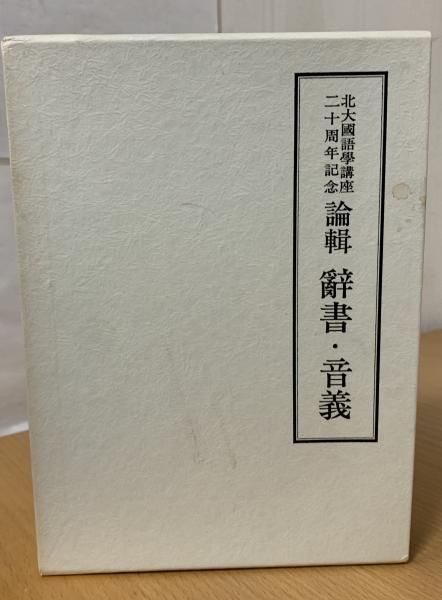 北大國語學講座
二十周年記念
論輯 辭書・音義